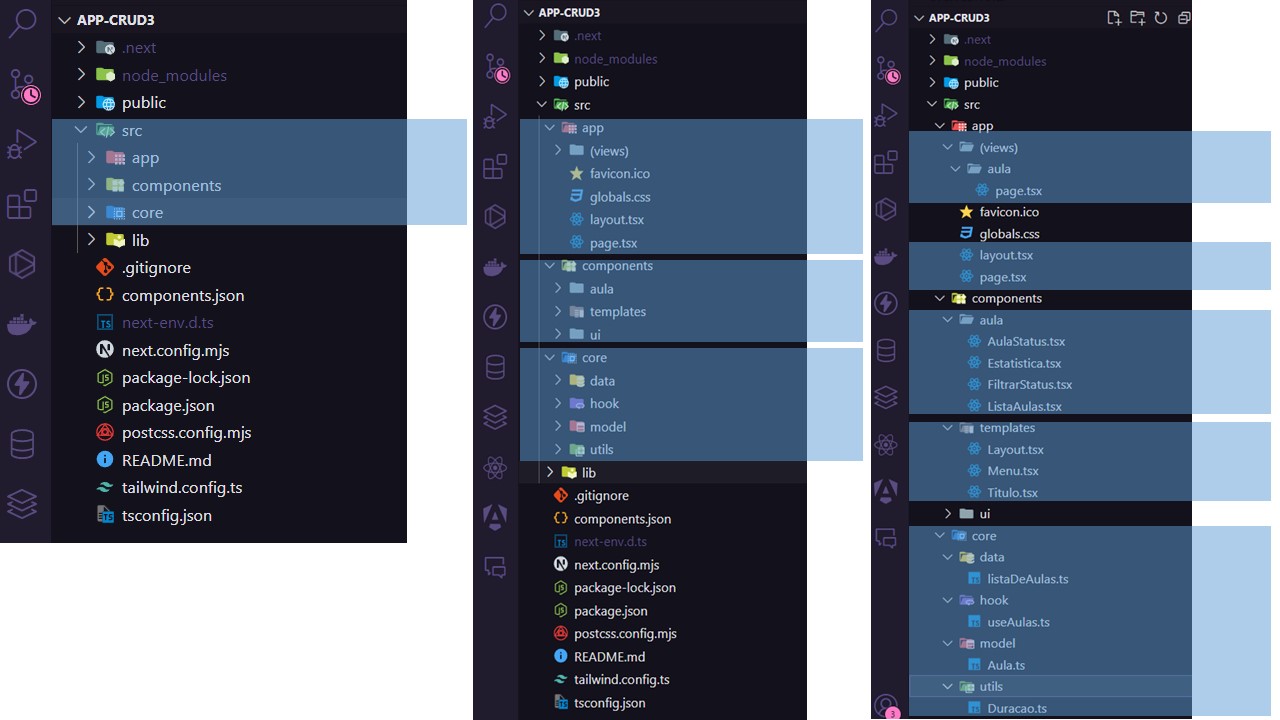 APP-CRUD3
.next
node_modules
public
src
app
components
core
lib
.gitignore
components.json
next-env.d.ts
next.config.mjs
package-lock.json
package.json
postcss.config.mjs
README.md
tailwind.config.ts
tsconfig.json
APP-CRUD3
.next
node_modules
public
src
app
(views)
favicon.ico
globals.css
layout.tsx
page.tsx
components
aula
templates
ui
core
data
hook
model
utils
lib
.gitignore
components.json
next-env.d.ts
next.config.mjs
package-lock.json
package.json
postcss.config.mjs
README.md
tailwind.config.ts
tsconfig.json
APP-CRUD3
.next
node_modules
public
src
app
(views)
aula
page.tsx
favicon.ico
globals.css
layout.tsx
page.tsx
components
aula
AulaStatus.tsx
Estatistica.tsx
FiltrarStatus.tsx
ListaAulas.tsx
templates
Layout.tsx
Menu.tsx
Titulo.tsx
ui
core
data
listaDeAulas.ts
hook
useAulas.ts
model
Aula.ts
utils
Duracao.ts
3